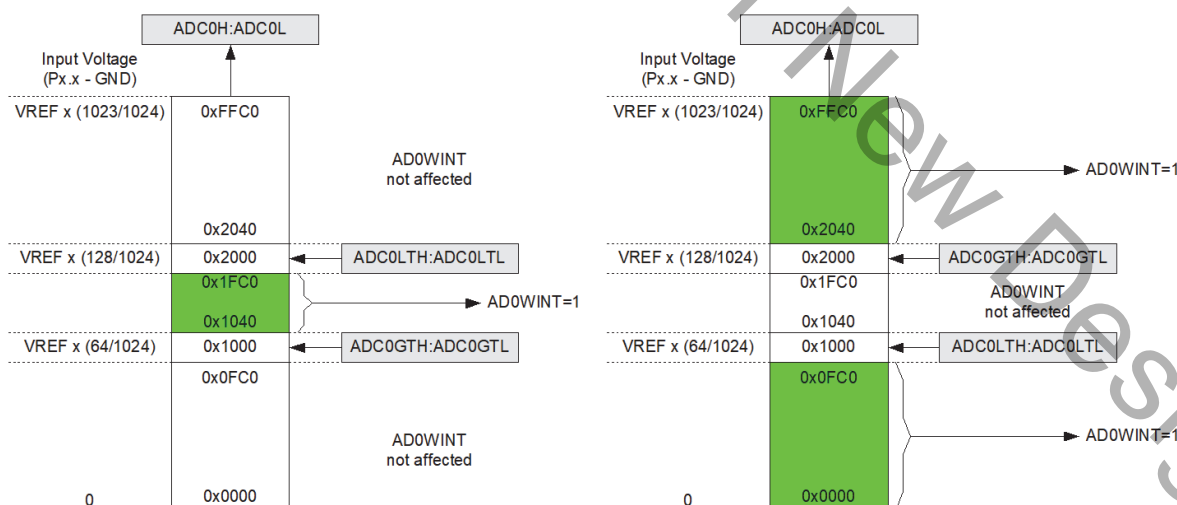 ADC0H:ADC0L
Input Voltage
(Px.x - GND)
VREF x (1023/1024)
0xFFC0
AD0WINT
not affected
0x2040
VREF x (128/1024)
0x2000
ADC0LTH:ADC0LTL
0x1FC0
AD0WINT=1
0x1040
VREF x (64/1024)
0x1000
ADC0GTH:ADC0GTL
0x0FC0
AD0WINT
not affected
0
0x0000
ADC0H:ADC0L
Input Voltage
(Px.x - GND)
VREF x (1023/1024)
0xFFC0
AD0WINT=1
0x2040
VREF x (128/1024)
0x2000
ADC0GTH:ADC0GTL
0x1FC0
AD0WINT
not affected
0x1040
VREF x (64/1024)
0x1000
ADC0LTH:ADC0LTL
0x0FC0
AD0WINT=1
0
0x0000
New